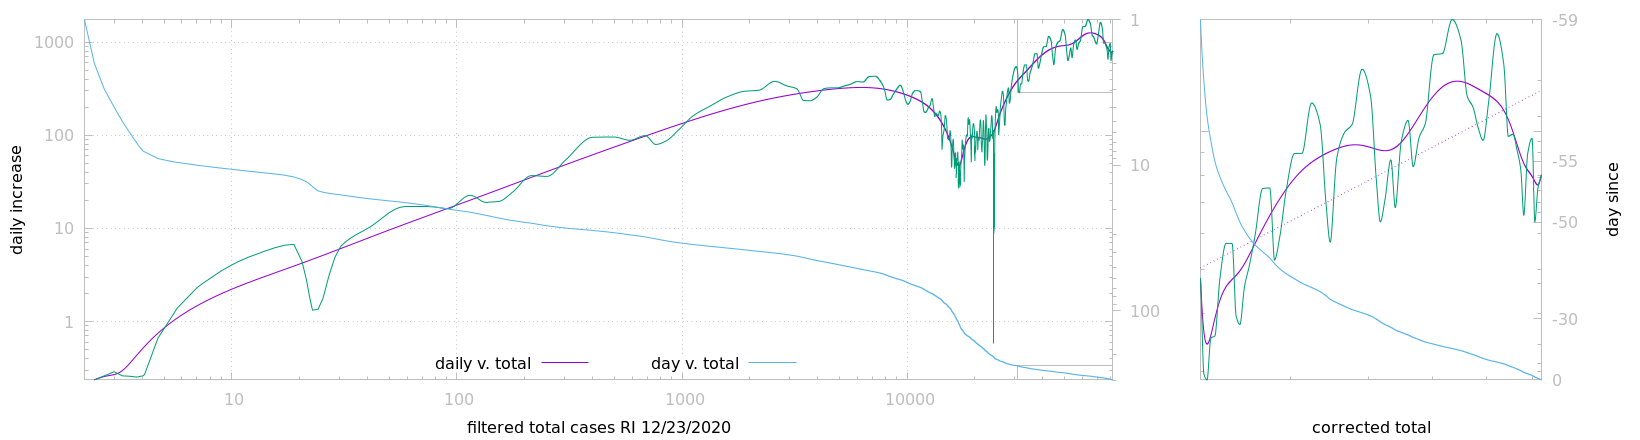 1000
100
10
1
daily increase
10
100
1000
10000
filtered total cases RI 12/23/2020
daily v. total
day v. total
1
10
100
-59
-55
-50
-30
0
day since
corrected total